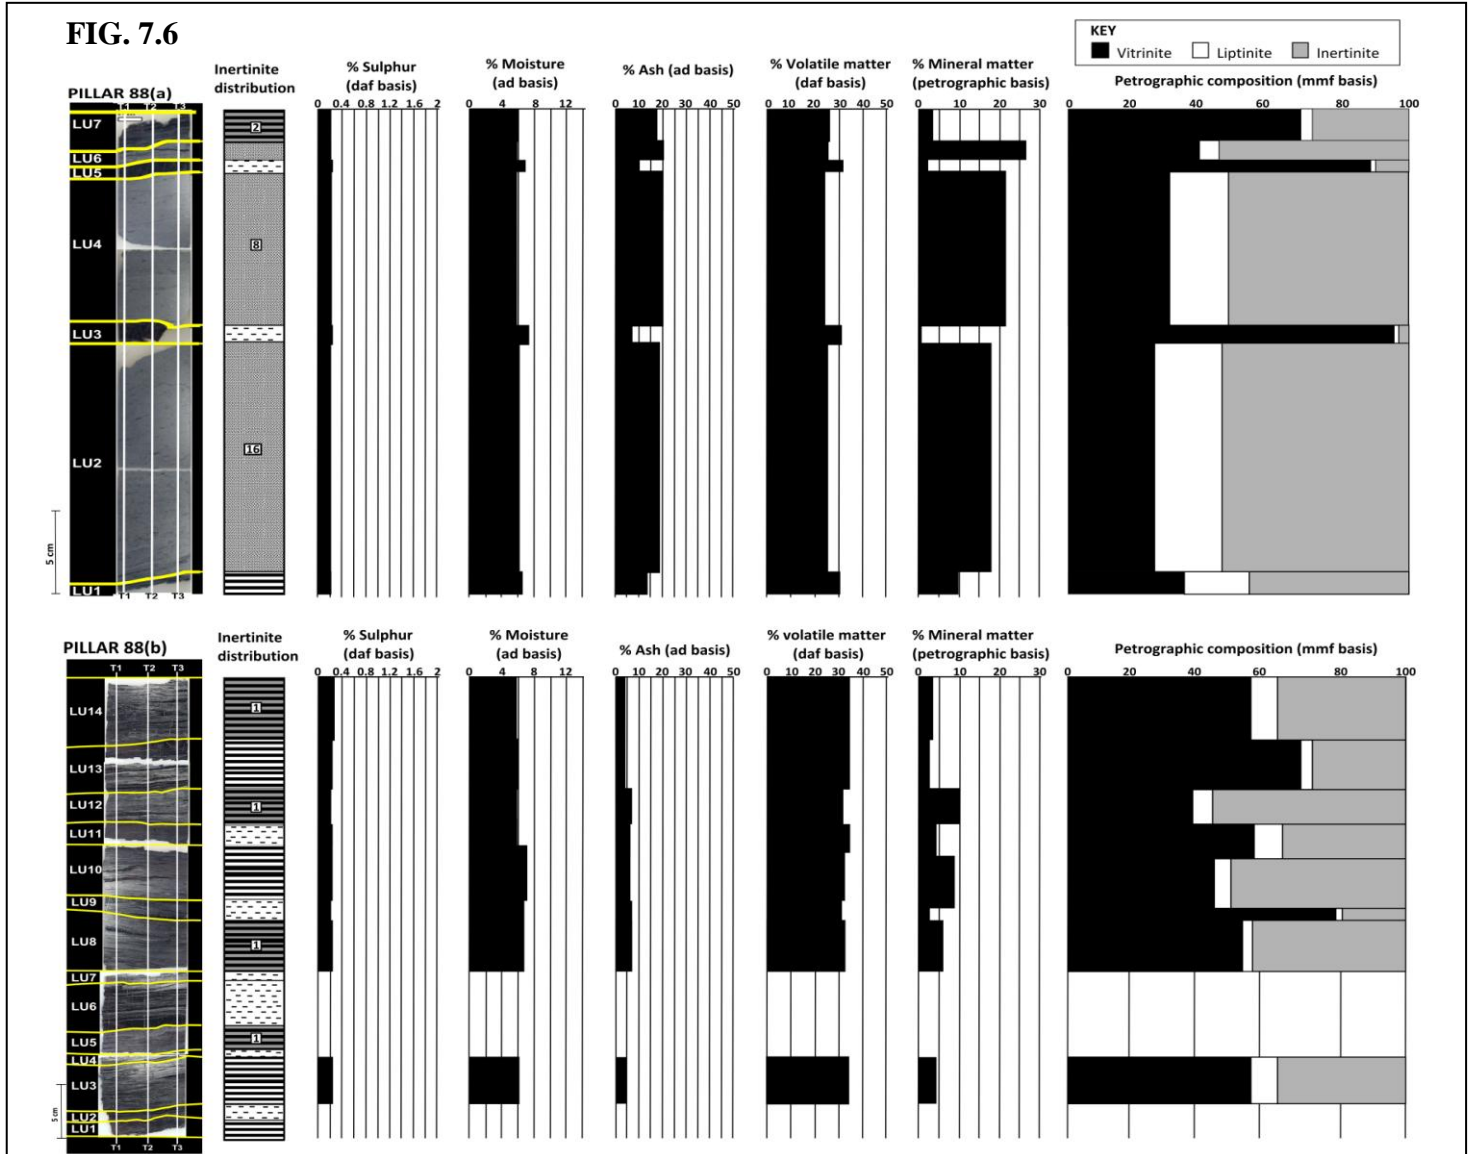 FIG. 7.6
KEY
Vitrinite Liptinite Inertinite
PILLAR 88(a)
Inertinite
distribution
% Sulphur
(daf basis)
% Moisture
(ad basis)
% Ash (ad basis)
% Volatile matter
(daf basis)
% Mineral matter
(petrographic basis)
Petrographic composition (mmf basis)
0 0.4 0.8 1.2 1.6 2
0 4 8 12
0 10 20 30 40 50
0 10 20 30 40 50
0 10 20 30
0 20 40 60 80 100
T1 T2 T3
LU7
LU6
LU5
LU4
LU3
LU2
LU1
T1 T2 T3
2
8
16
5 cm
PILLAR 88(b)
Inertinite
distribution
% Sulphur
(daf basis)
% Moisture
(ad basis)
% Ash (ad basis)
% volatile matter
(daf basis)
% Mineral matter
(petrographic basis)
Petrographic composition (mmf basis)
0 0.4 0.8 1.2 1.6 2
0 4 8 12
0 10 20 30 40 50
0 10 20 30 40 50
0 10 20 30
0 20 40 60 80 100
T1 T2 T3
LU14
LU13
LU12
LU11
LU10
LU9
LU8
LU7
LU6
LU5
LU4
LU3
LU2
LU1
T1 T2 T3
1
1
1
1
5 cm